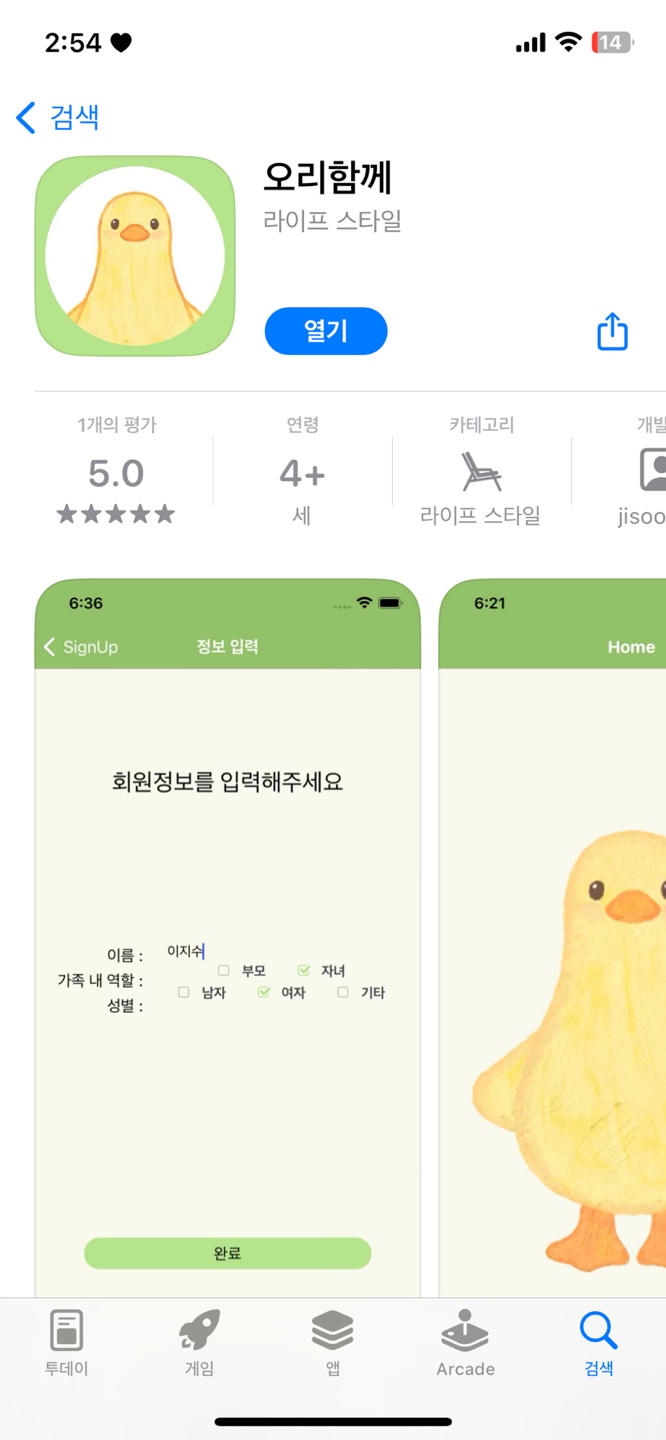 2:54
14
검색
오리함께
라이프 스타일
열기
1개의 평가
5.0
연령
4+
세
카테고리
라이프 스타일
개발
jisoo
6:36
SignUp
정보 입력
회원정보를 입력해주세요
이름 :
이지수
가족 내 역할 :
부모
자녀
성별 :
남자
여자
기타
완료
6:21
Home
투데이
게임
앱
Arcade
검색